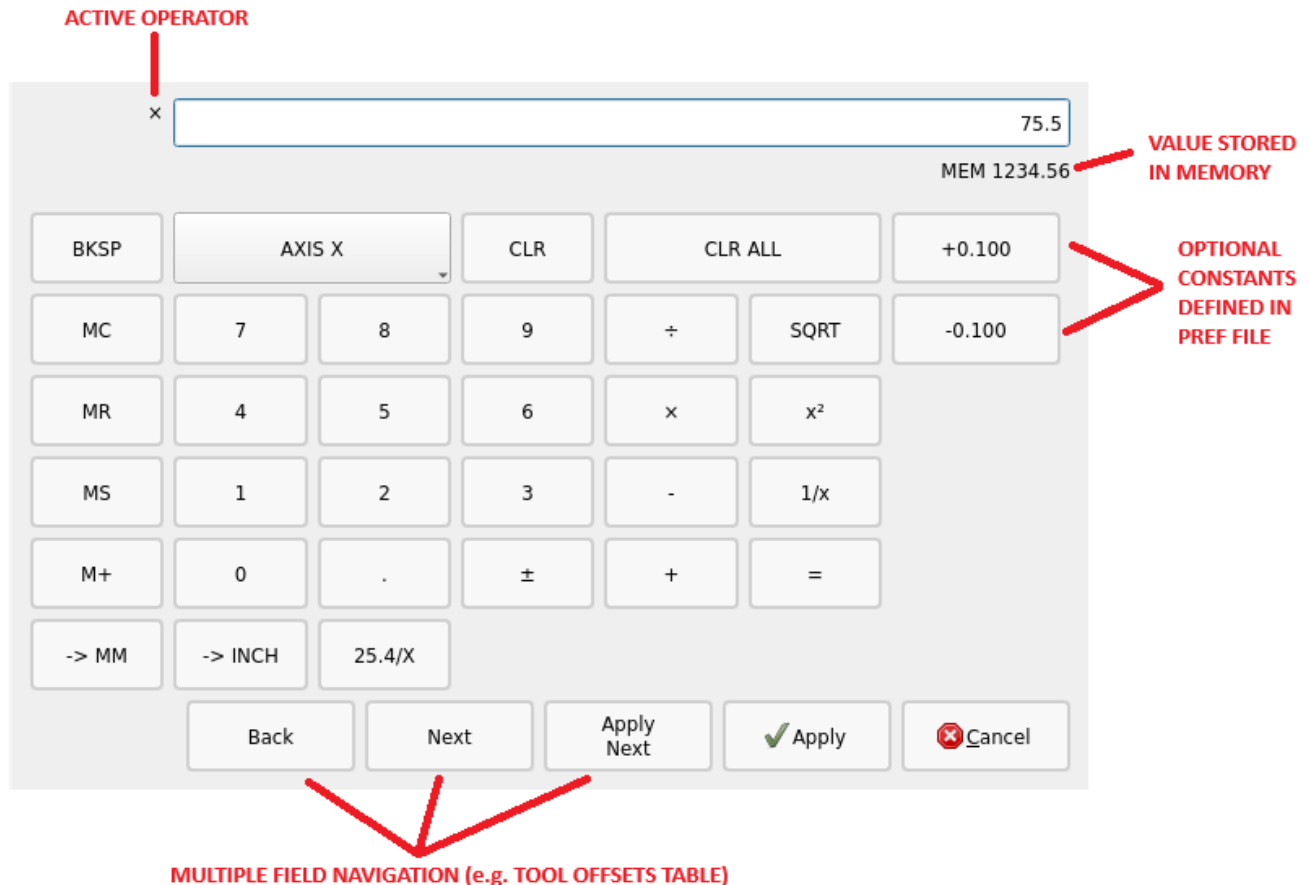 ACTIVE OPERATOR
×
75.5
MEM 1234.56
VALUE STORED
IN MEMORY
BKSP
AXIS X
CLR
CLR ALL
+0.100
OPTIONAL
CONSTANTS
DEFINED IN
PREF FILE
MC
7
8
9
÷
SQRT
-0.100
MR
4
5
6
×
x²
MS
1
2
3
-
1/x
M+
0
.
±
+
=
-> MM
-> INCH
25.4/X
Back
Next
Apply
Next
Apply
Cancel
MULTIPLE FIELD NAVIGATION (e.g. TOOL OFFSETS TABLE)